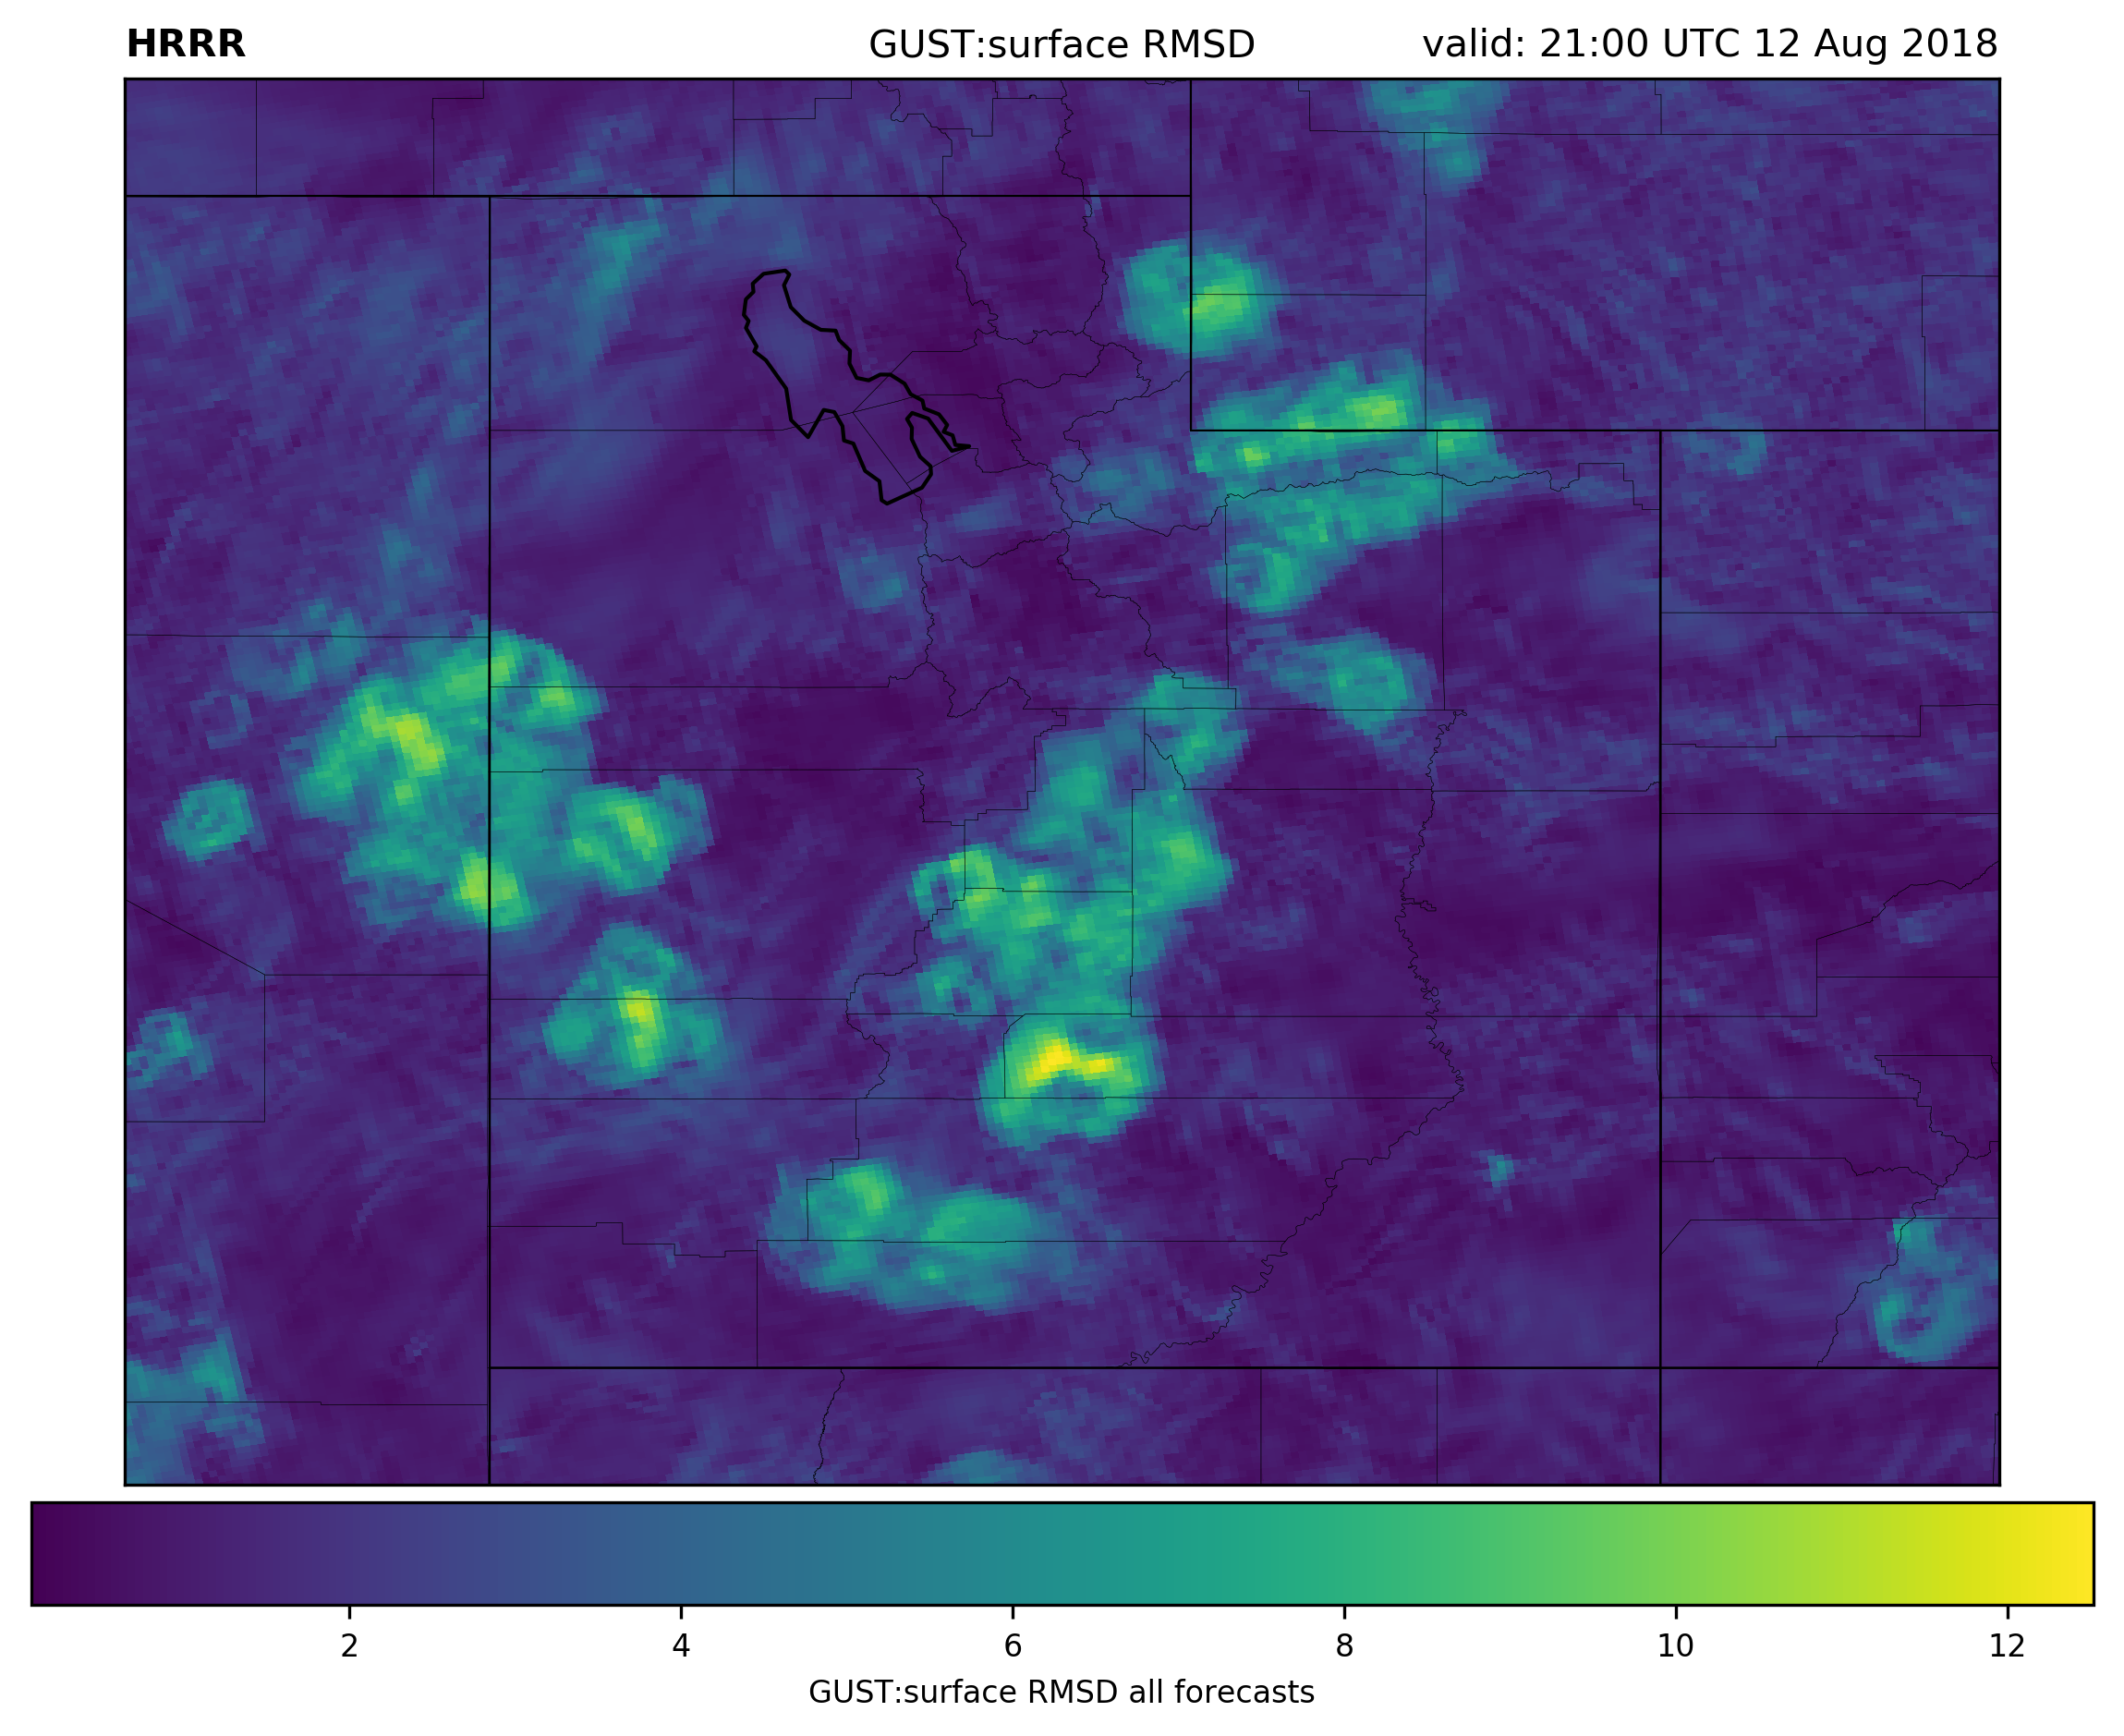 HRRR GUST:surface RMSD valid: 21:00 UTC 12 Aug 2018
2 4 6 8 10 12
GUST:surface RMSD all forecasts